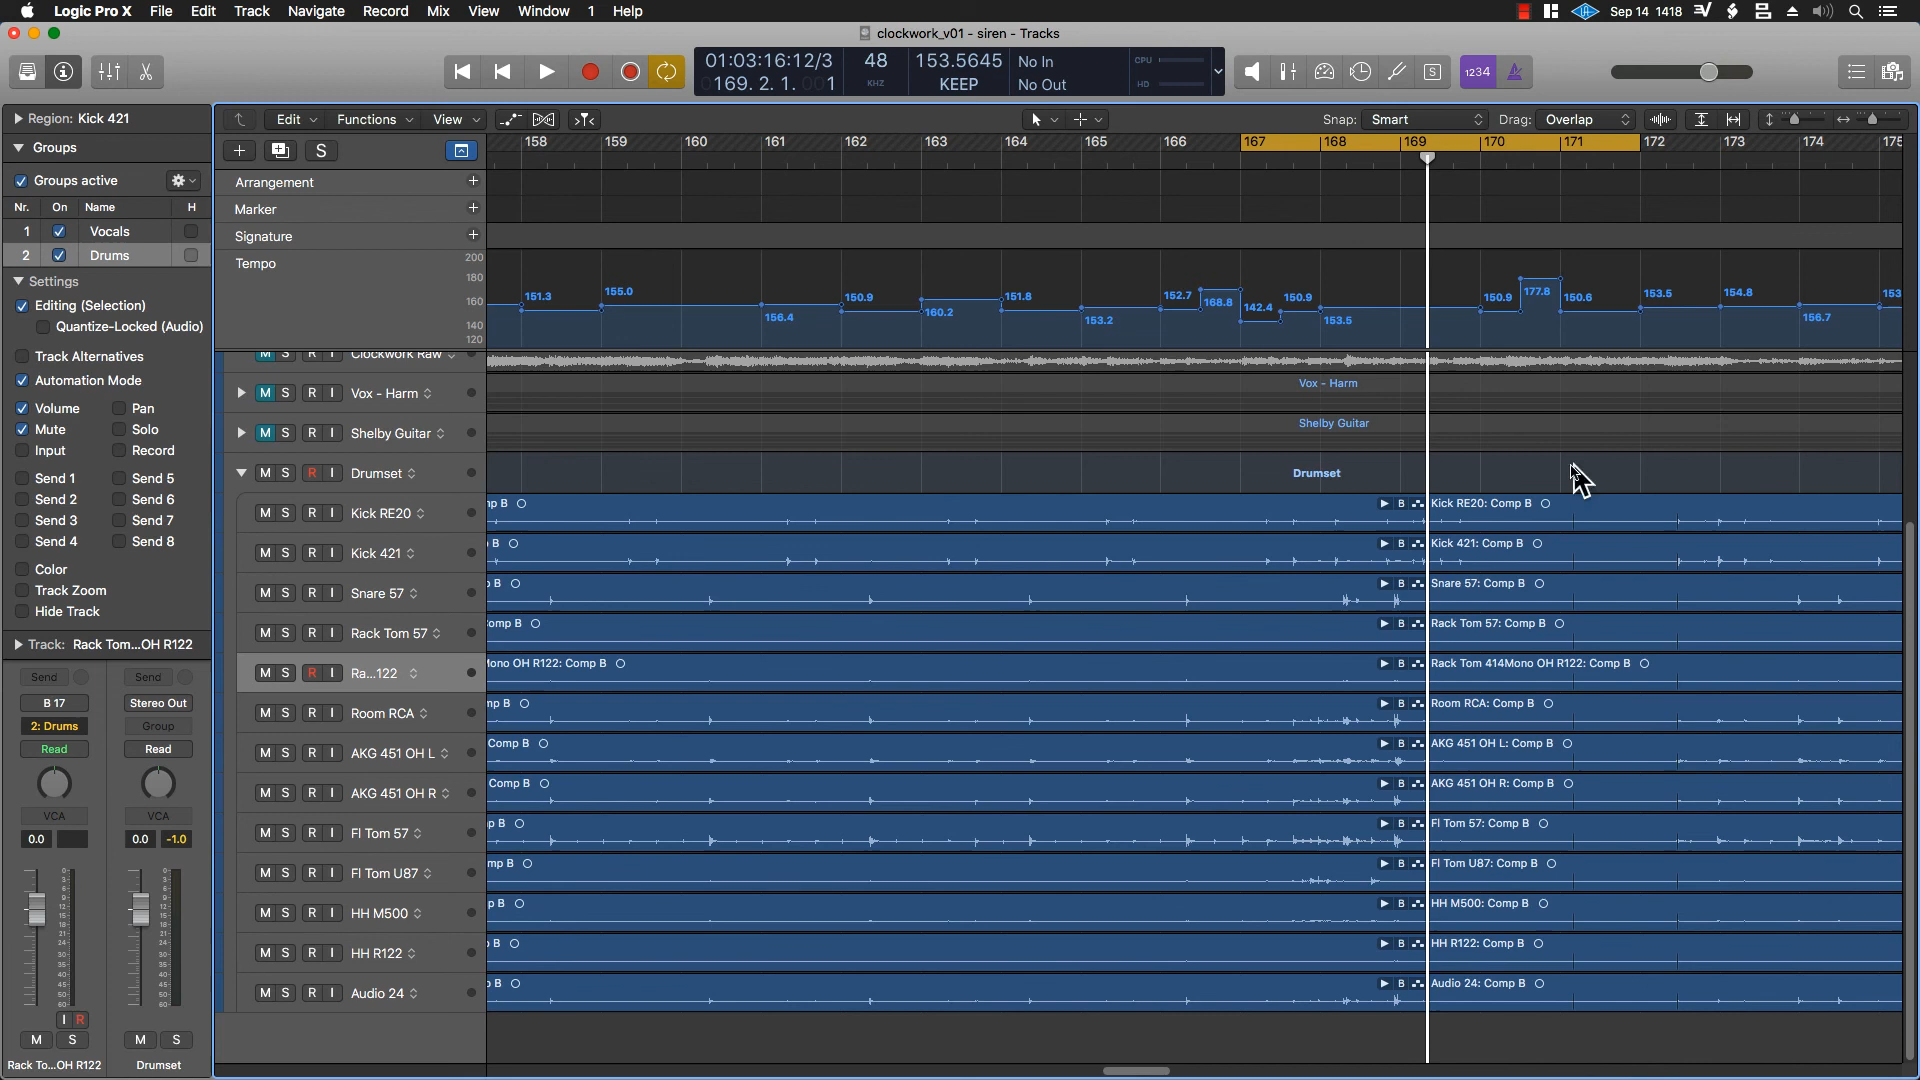 Logic Pro X File Edit Track Navigate Record Mix View Window 1 Help
Sep 14 1418
clockwork_v01 - siren - Tracks
01:03:16:12/3
169. 2. 1. 1
48
KHZ
153.5645
KEEP
No In
No Out
CPU
HD
1234
S
Region: Kick 421
Groups
Groups active
Nr. On Name H
1 Vocals
2 Drums
Settings
Editing (Selection)
Quantize-Locked (Audio)
Track Alternatives
Automation Mode
Volume Pan
Mute Solo
Input Record
Send 1 Send 5
Send 2 Send 6
Send 3 Send 7
Send 4 Send 8
Color
Track Zoom
Hide Track
Track: Rack Tom...OH R122
Send Send
B 17 Stereo Out
2: Drums Group
Read Read
VCA VCA
0.0 0.0 -1.0
I R
M S M S
Rack To...OH R122 Drumset
Edit Functions View
Snap: Smart Drag: Overlap
S
158 159 160 161 162 163 164 165 166 167 168 169 170 171 172 173 174 175
Arrangement
Marker
Signature
Tempo
200
180
160
140
120
151.3 155.0 156.4 150.9 160.2 151.8 153.2 152.7 168.8 142.4 150.9 153.5 150.9 177.8 150.6 153.5 154.8 156.7 153
M S R I Clockwork Raw
M S R I Vox - Harm
Vox - Harm
M S R I Shelby Guitar
Shelby Guitar
M S R I Drumset
Drumset
M S R I Kick RE20
mp B B Kick RE20: Comp B
M S R I Kick 421
B B Kick 421: Comp B
M S R I Snare 57
B B Snare 57: Comp B
M S R I Rack Tom 57
Comp B B Rack Tom 57: Comp B
M S R I Ra...122
Mono OH R122: Comp B B Rack Tom 414Mono OH R122: Comp B
M S R I Room RCA
mp B B Room RCA: Comp B
M S R I AKG 451 OH L
Comp B B AKG 451 OH L: Comp B
M S R I AKG 451 OH R
Comp B B AKG 451 OH R: Comp B
M S R I Fl Tom 57
p B B Fl Tom 57: Comp B
M S R I Fl Tom U87
mp B B Fl Tom U87: Comp B
M S R I HH M500
p B B HH M500: Comp B
M S R I HH R122
B B HH R122: Comp B
M S R I Audio 24
B B Audio 24: Comp B